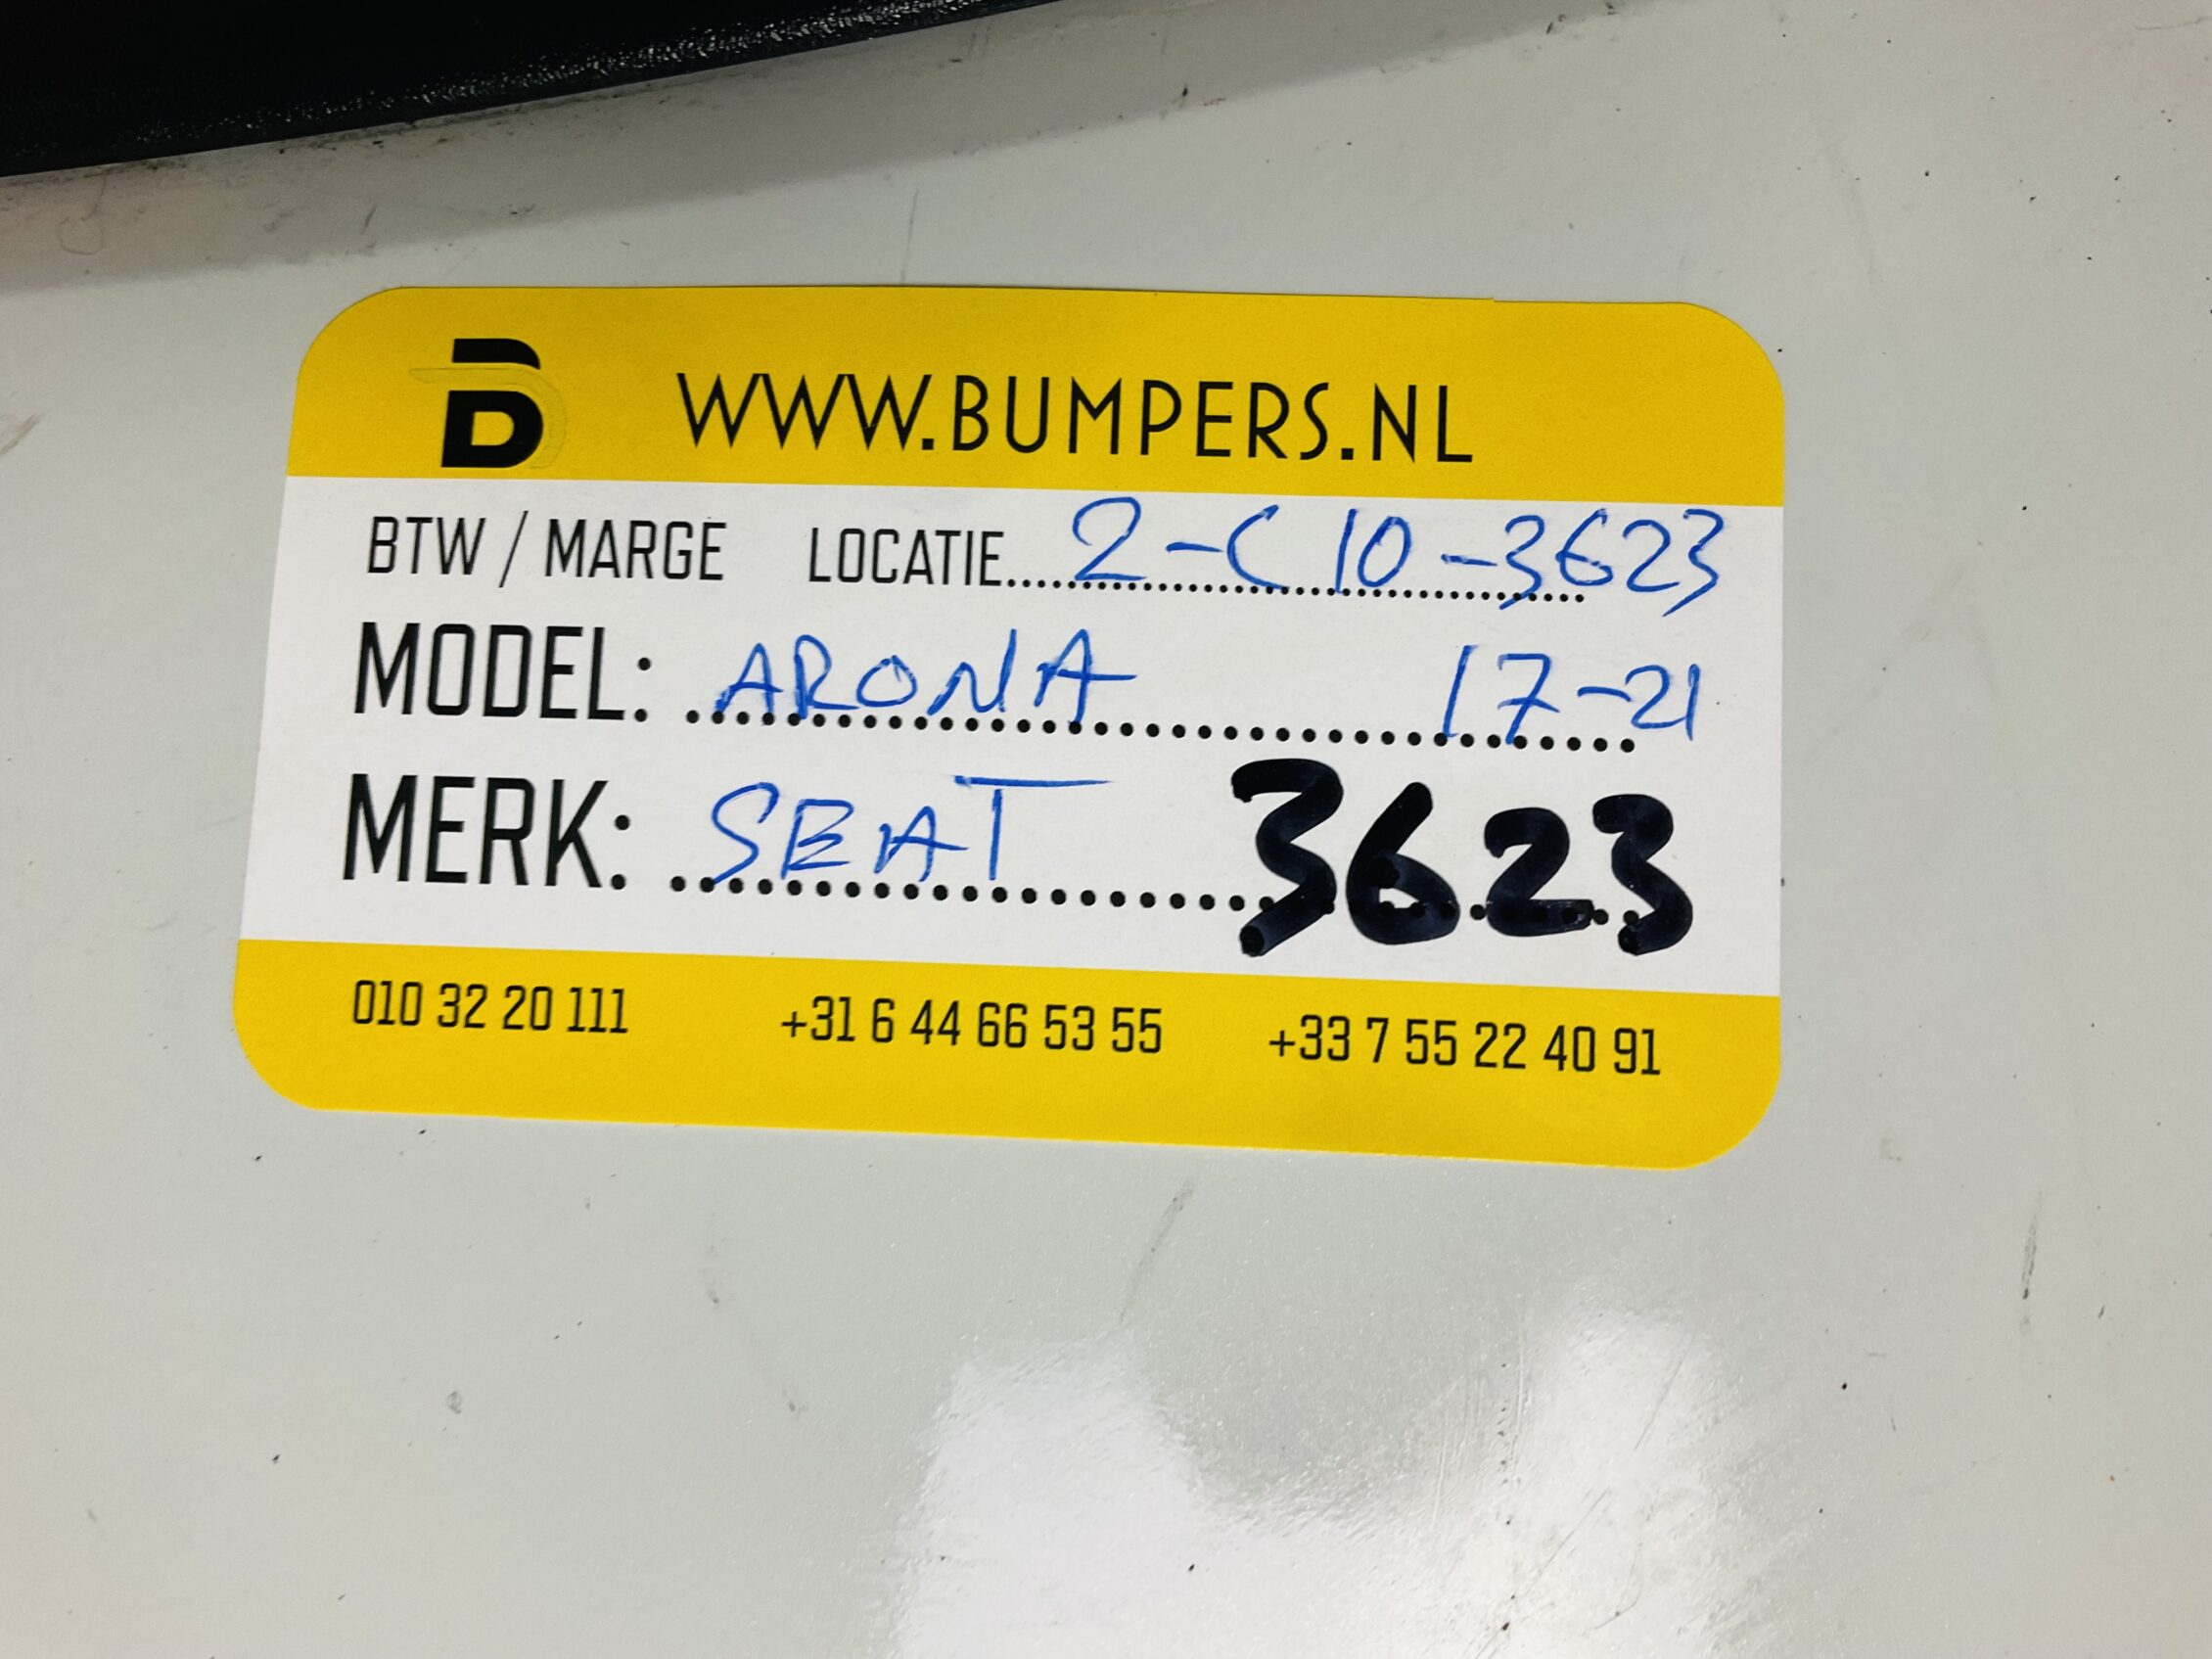 B WWW.BUMPERS.NL
BTW / MARGE LOCATIE.....2-C10-3623
MODEL: ARONA 17-21
MERK: SEAT 3623
010 32 20 111 +31 6 44 66 53 55 +33 7 55 22 40 91